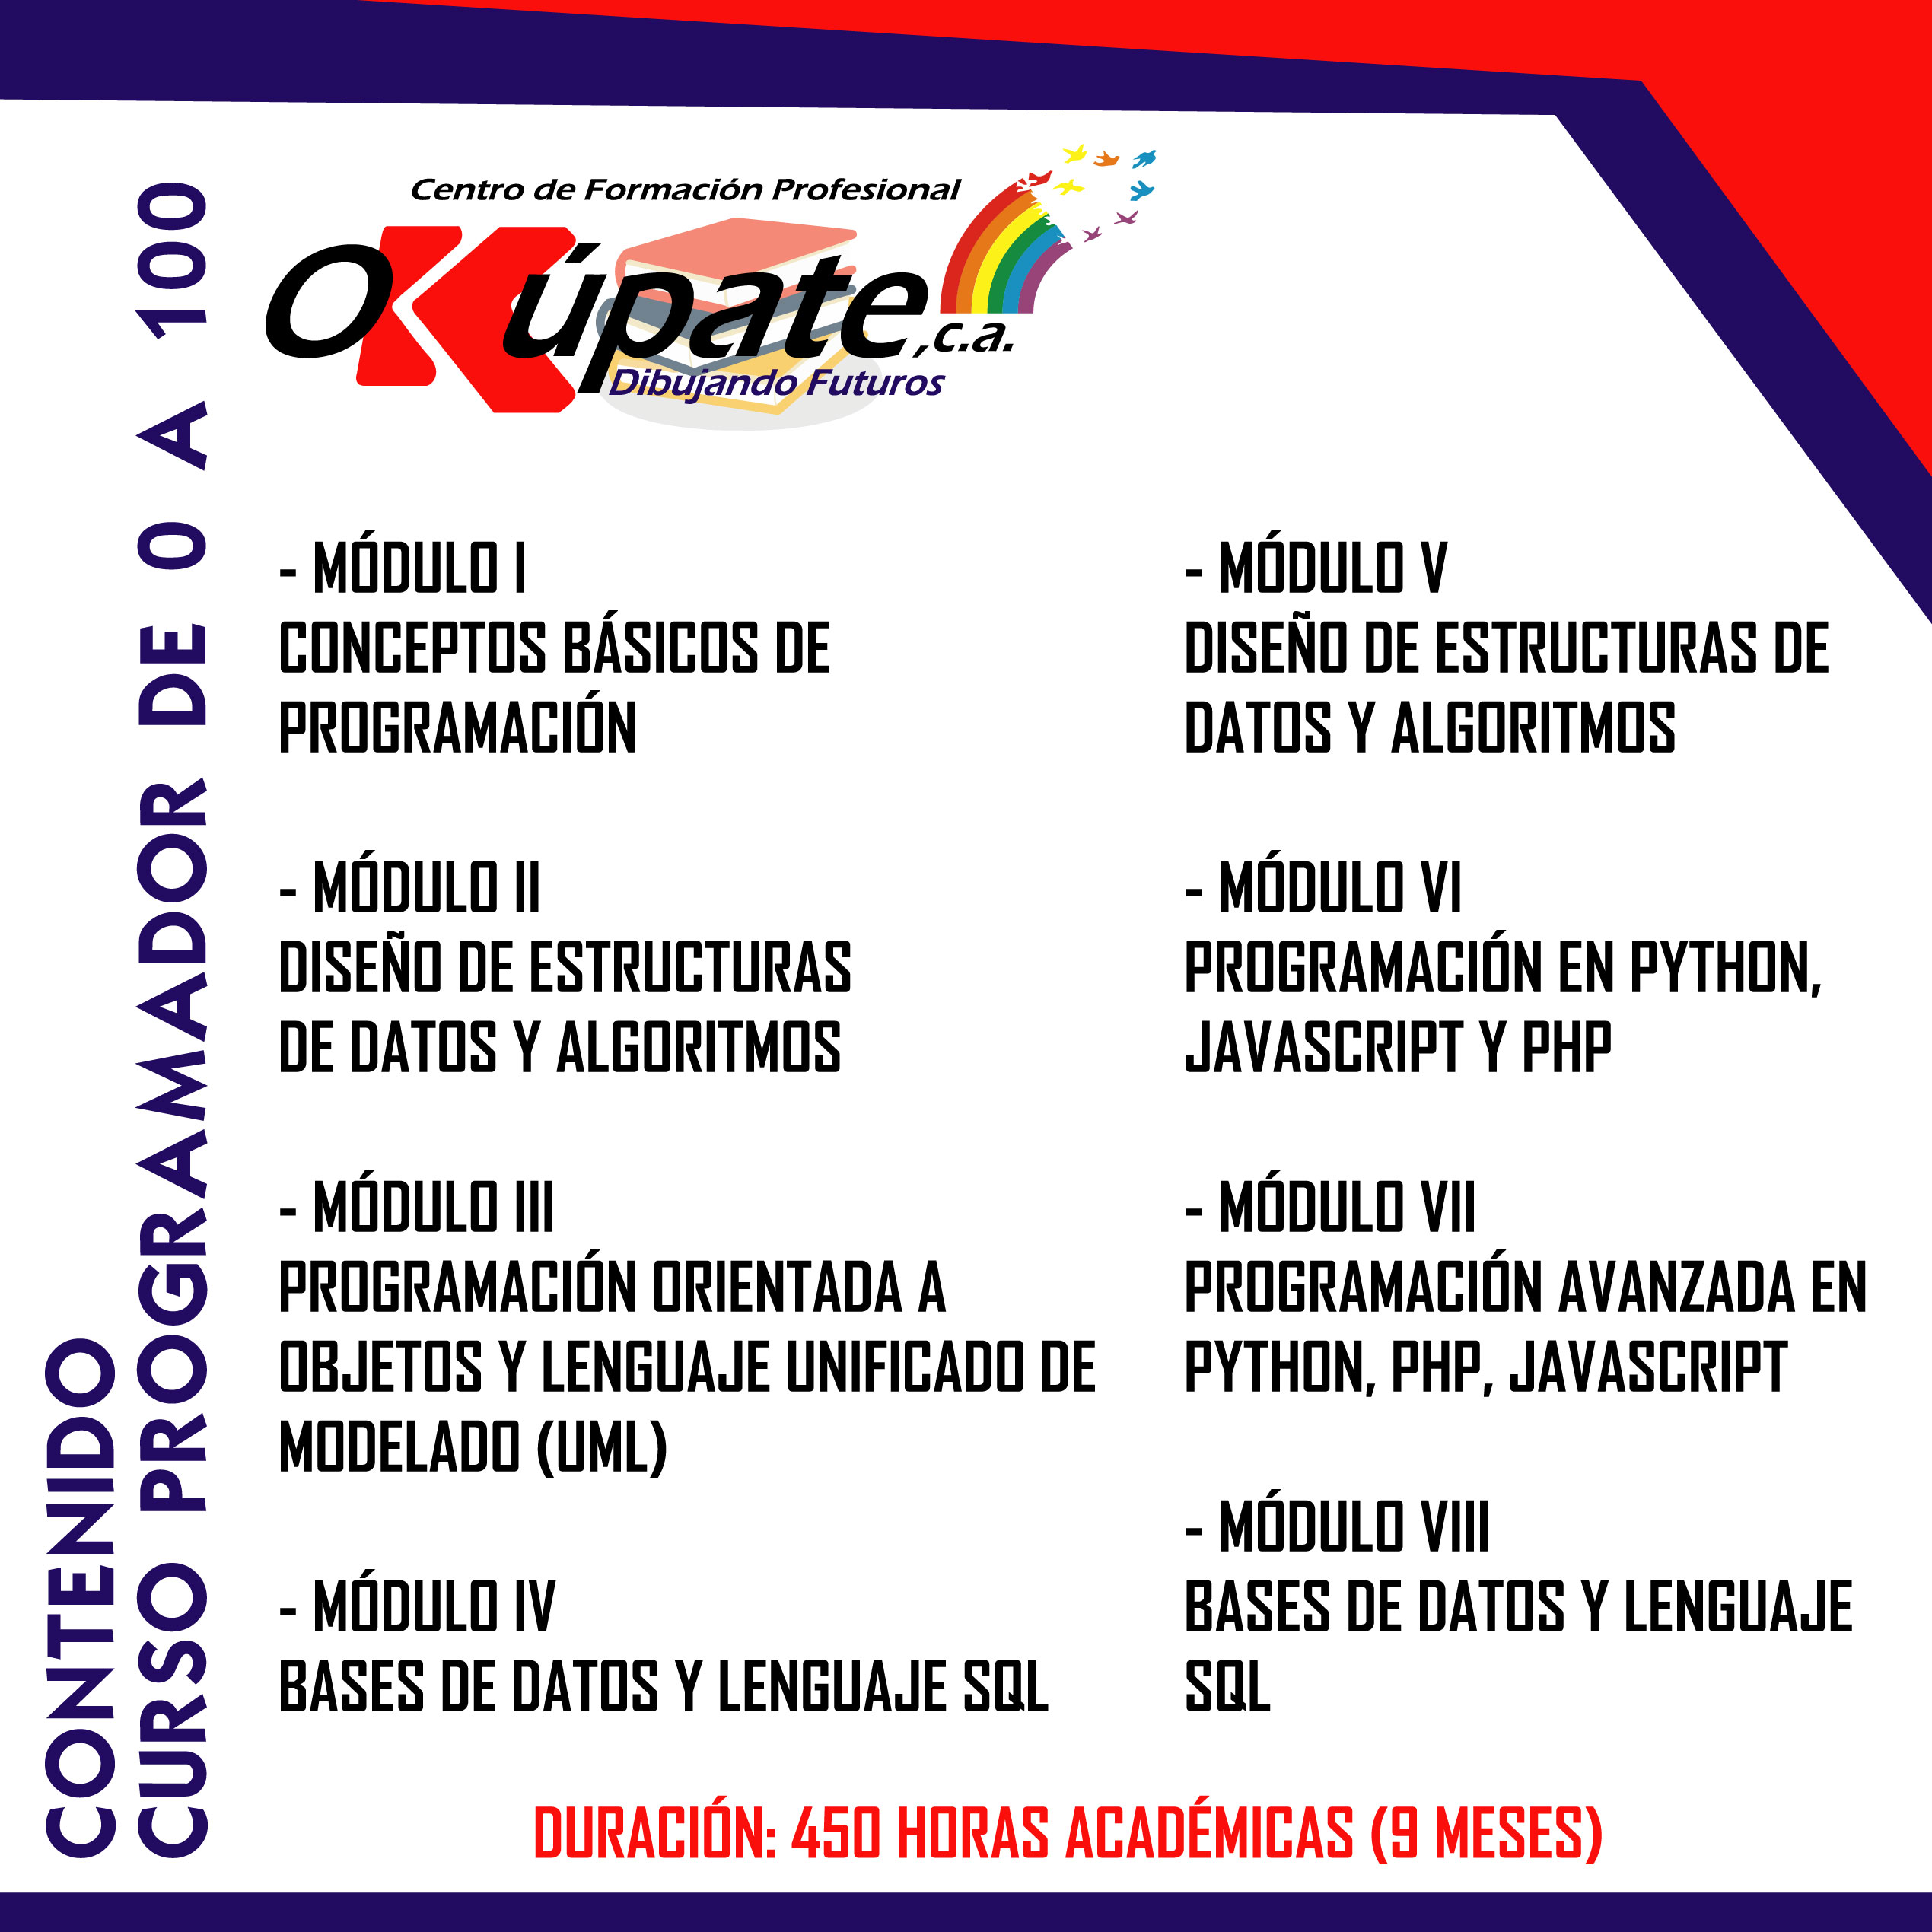 CONTENIDO
CURSO PROGRAMADOR DE 0 A 100
Centro de Formación Profesional
OKúpate,c.a.
Dibujando Futuros
- MÓDULO I
CONCEPTOS BÁSICOS DE
PROGRAMACIÓN
- MÓDULO II
DISEÑO DE ESTRUCTURAS
DE DATOS Y ALGORITMOS
- MÓDULO III
PROGRAMACIÓN ORIENTADA A
OBJETOS Y LENGUAJE UNIFICADO DE
MODELADO (UML)
- MÓDULO IV
BASES DE DATOS Y LENGUAJE SQL
- MÓDULO V
DISEÑO DE ESTRUCTURAS DE
DATOS Y ALGORITMOS
- MÓDULO VI
PROGRAMACIÓN EN PYTHON,
JAVASCRIPT Y PHP
- MÓDULO VII
PROGRAMACIÓN AVANZADA EN
PYTHON, PHP, JAVASCRIPT
- MÓDULO VIII
BASES DE DATOS Y LENGUAJE
SQL
DURACIÓN: 450 HORAS ACADÉMICAS (9 MESES)